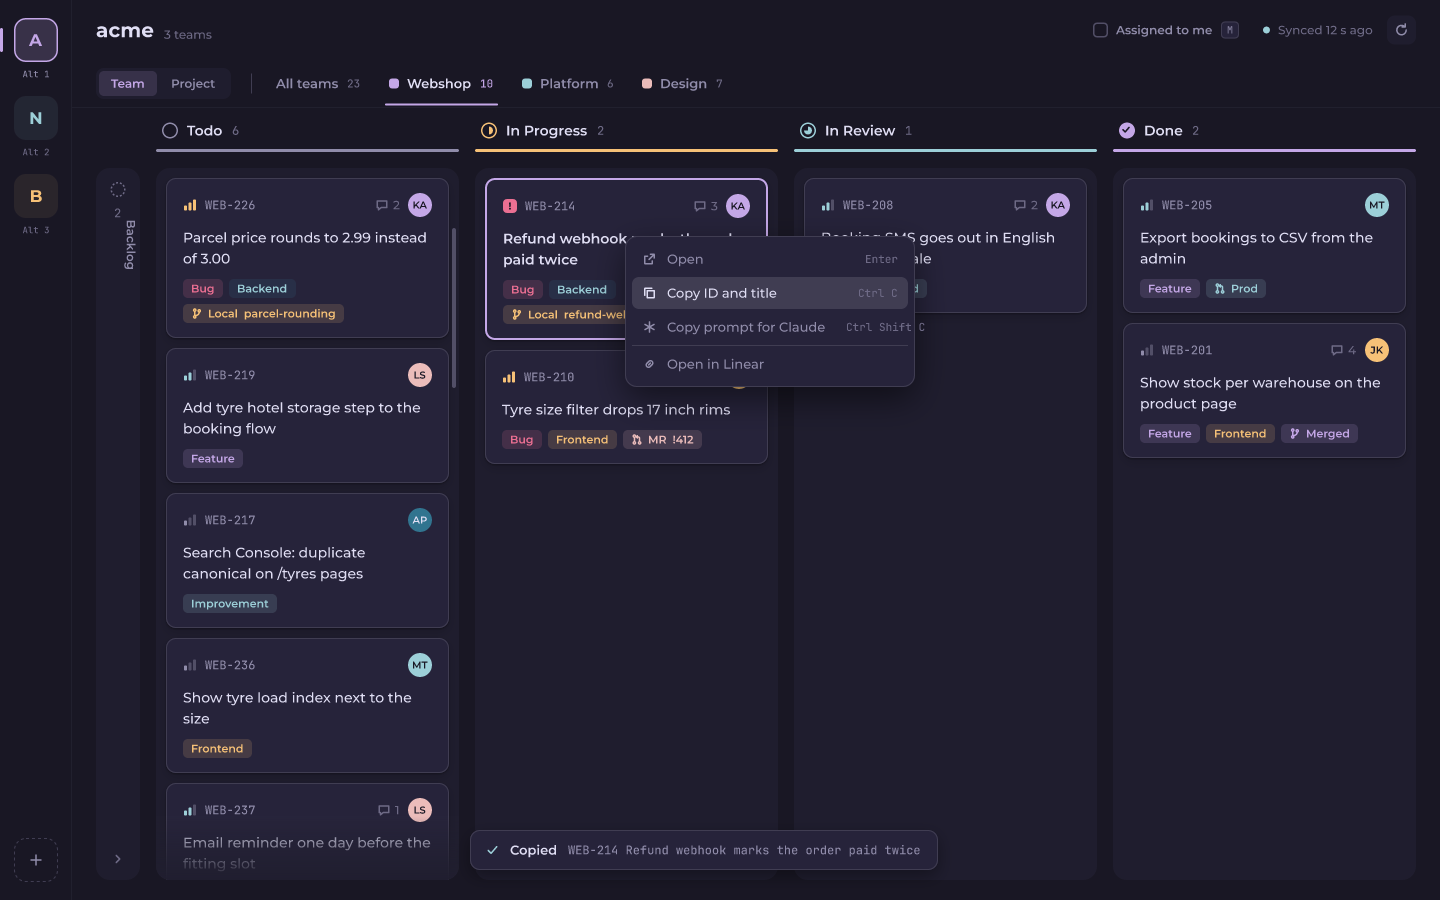 A
Alt 1
N
Alt 2
B
Alt 3
acme 3 teams
Assigned to me M
Synced 12 s ago
Team Project
All teams 23
Webshop 10
Platform 6
Design 7
2
Backlog
Todo 6
WEB-226 2 KA
Parcel price rounds to 2.99 instead
of 3.00
Bug Backend
Local parcel-rounding
WEB-219 LS
Add tyre hotel storage step to the
booking flow
Feature
WEB-217 AP
Search Console: duplicate
canonical on /tyres pages
Improvement
WEB-236 MT
Show tyre load index next to the
size
Frontend
WEB-237 1 LS
Email reminder one day before the
fitting slot
In Progress 2
WEB-214 3 KA
Refund webhook
paid twice
Bug Backend
Local refund-we
WEB-210
Tyre size filter drops 17 inch rims
Bug Frontend MR !412
Open Enter
Copy ID and title Ctrl C
Copy prompt for Claude Ctrl Shift C
Open in Linear
In Review 1
WEB-208 2 KA
Booking SMS goes out in English
Done 2
WEB-205 MT
Export bookings to CSV from the
admin
Feature Prod
WEB-201 4 JK
Show stock per warehouse on the
product page
Feature Frontend Merged
Copied WEB-214 Refund webhook marks the order paid twice